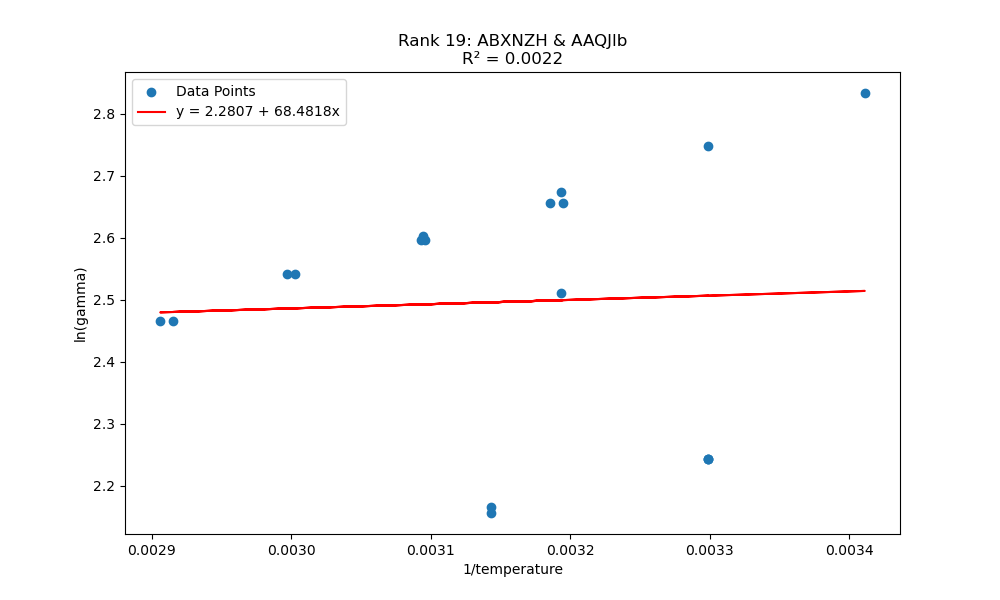 Rank 19: ABXNZH & AAQJlb
R² = 0.0022
Data Points
y = 2.2807 + 68.4818x
ln(gamma)
2.8
2.7
2.6
2.5
2.4
2.3
2.2
0.0029 0.0030 0.0031 0.0032 0.0033 0.0034
1/temperature